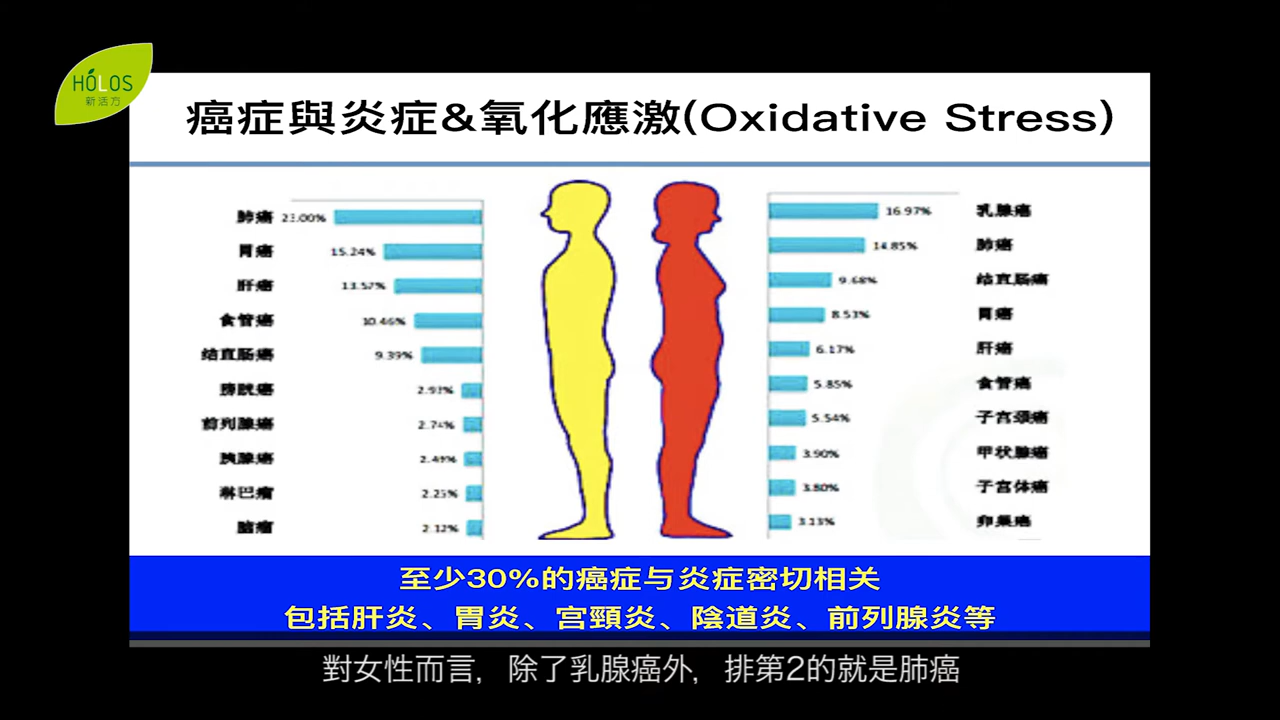 HOLOS
新活方
癌症與炎症&氧化應激(Oxidative Stress)
肺癌 23.00%
胃癌 15.24%
肝癌 13.57%
食管癌 10.46%
结直肠癌 9.39%
膀胱癌 2.93%
前列腺癌 2.74%
胰腺癌 2.49%
淋巴瘤 2.25%
脑瘤 2.12%
16.97% 乳腺癌
14.85% 肺癌
9.68% 结直肠癌
8.53% 胃癌
6.17% 肝癌
5.85% 食管癌
5.54% 子宫颈癌
3.90% 甲状腺癌
3.80% 子宫体癌
3.13% 卵巢癌
至少30%的癌症与炎症密切相关
包括肝炎、胃炎、宫頸炎、陰道炎、前列腺炎等
對女性而言, 除了乳腺癌外, 排第2的就是肺癌